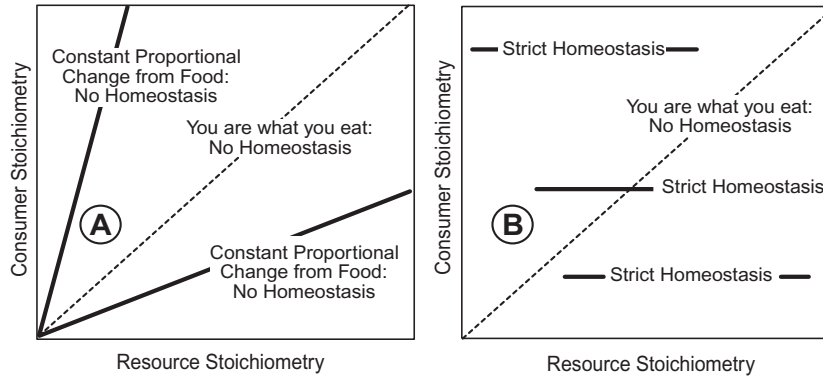 Consumer Stoichiometry
Constant Proportional
Change from Food:
No Homeostasis
You are what you eat:
No Homeostasis
A
Constant Proportional
Change from Food:
No Homeostasis
Resource Stoichiometry
Consumer Stoichiometry
Strict Homeostasis
You are what you eat:
No Homeostasis
Strict Homeostasis
B
Strict Homeostasis
Resource Stoichiometry